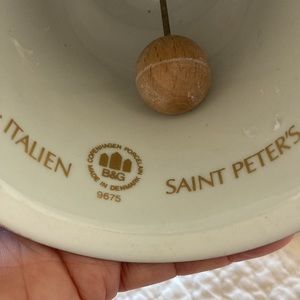 ITALIEN
COPENHAGEN PORCELAIN
B&G
MADE IN DENMARK
9675
SAINT PETER'S